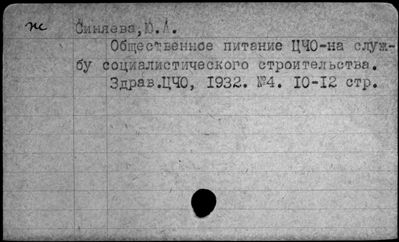 ж Синяева,Ю.А.
Общественное питание ЦЧО-на служ-
бу социалистического строительства.
Здрав.ЦЧО, 1932. №4. 10-12 стр.